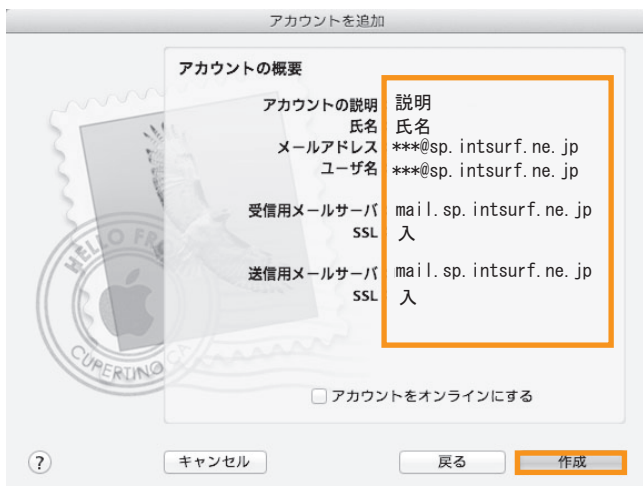 アカウントを追加
アカウントの概要
アカウントの説明 説明
氏名 氏名
メールアドレス ***@sp.intsurf.ne.jp
ユーザ名 ***@sp.intsurf.ne.jp
受信用メールサーバ mail.sp.intsurf.ne.jp
SSL 入
送信用メールサーバ mail.sp.intsurf.ne.jp
SSL 入
HELLO FRO
CUPERTINO CA
アカウントをオンラインにする
? キャンセル 戻る 作成